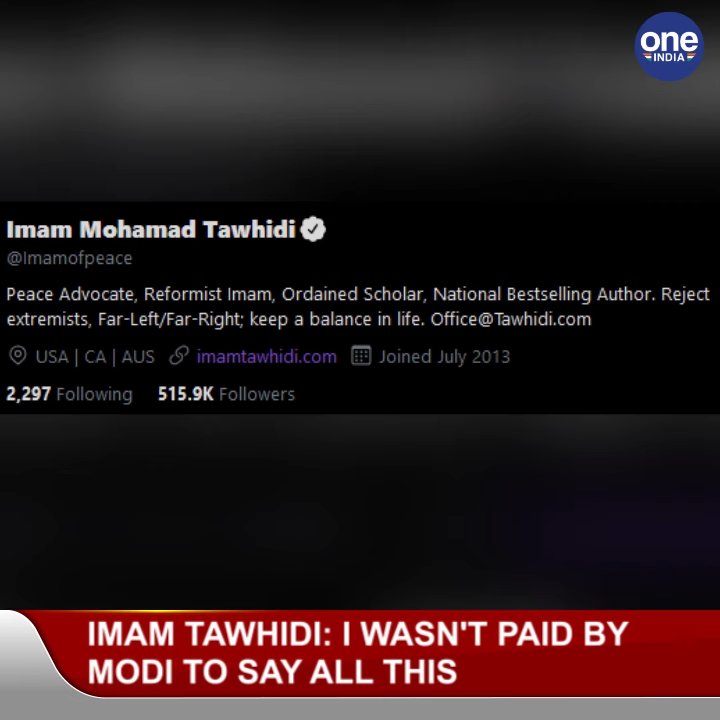 one
INDIA
Imam Mohamad Tawhidi
@Imamofpeace
Peace Advocate, Reformist Imam, Ordained Scholar, National Bestselling Author. Reject
extremists, Far-Left/Far-Right; keep a balance in life. Office@Tawhidi.com
USA | CA | AUS imamtawhidi.com Joined July 2013
2,297 Following 515.9K Followers
IMAM TAWHIDI: I WASN'T PAID BY
MODI TO SAY ALL THIS